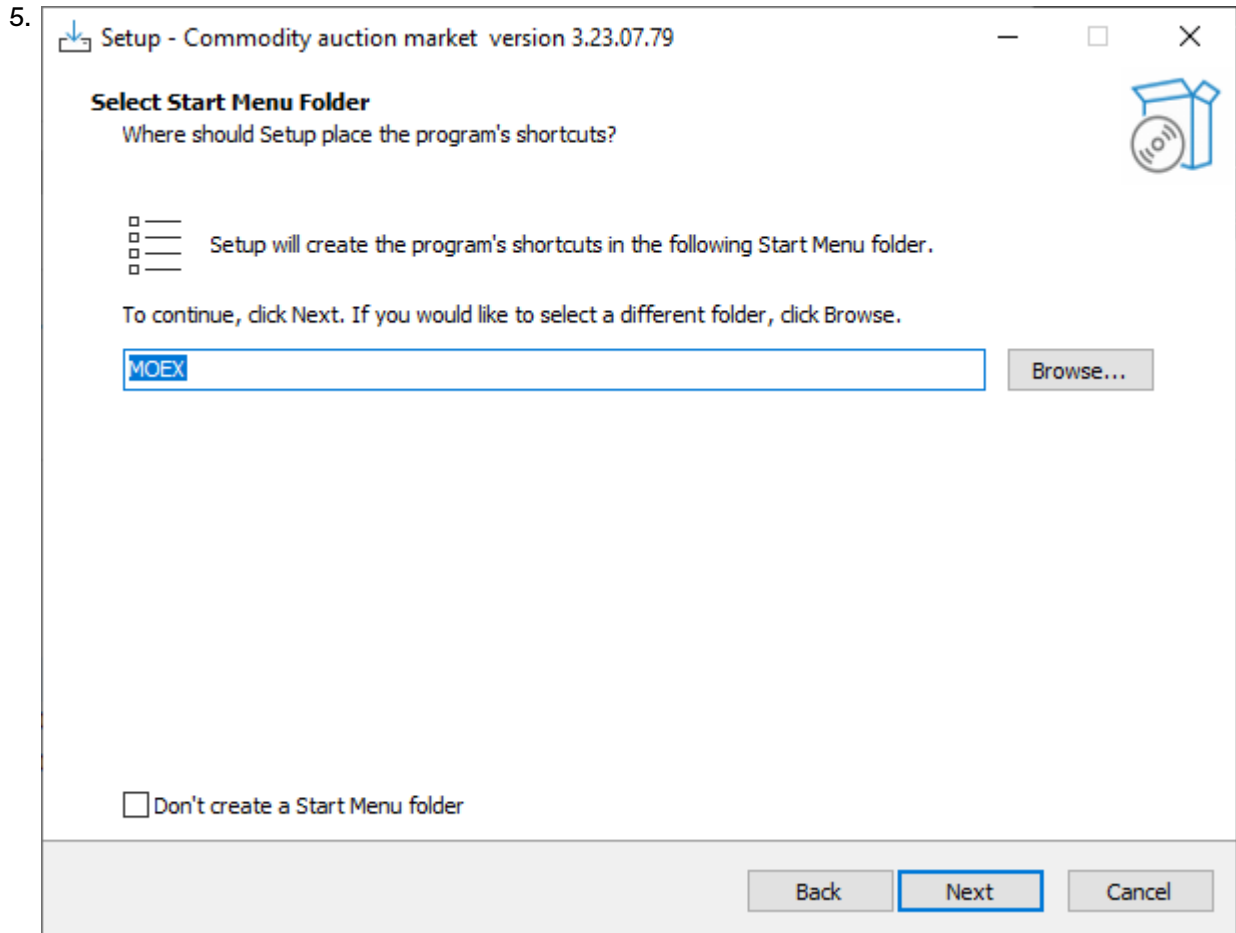 5.
Setup - Commodity auction market version 3.23.07.79
Select Start Menu Folder
Where should Setup place the program's shortcuts?
Setup will create the program's shortcuts in the following Start Menu folder.
To continue, click Next. If you would like to select a different folder, click Browse.
MOEX
Browse...
Don't create a Start Menu folder
Back
Next
Cancel